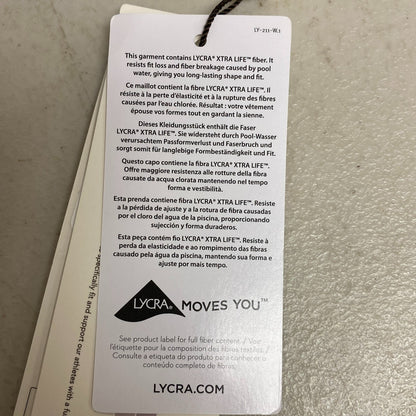 LY-211-W.1
This garment contains LYCRA® XTRA LIFE™ fiber. It
resists fit loss and fiber breakage caused by pool
water, giving you long-lasting shape and fit.
Ce maillot contient la fibre LYCRA® XTRA LIFE™. Il
résiste à la perte d'élasticité et à la rupture des fibres
causées par l'eau chlorée. Résultat : votre vêtement
épouse vos formes tout en gardant la sienne.
Dieses Kleidungsstück enthält die Faser
LYCRA® XTRA LIFE™. Sie widersteht durch Pool-Wasser
verursachtem Passformverlust und Faserbruch und
sorgt somit für langlebige Formbeständigkeit und Fit.
Questo capo contiene la fibra LYCRA® XTRA LIFE™.
Offre maggiore resistenza alle rotture della fibra
causate da acqua clorata mantenendo nel tempo
forma e vestibilità.
Esta prenda contiene fibra LYCRA® XTRA LIFE™. Resiste
a la pérdida de ajuste y a la rotura de fibra causadas
por el cloro del agua de la piscina, proporcionando
sujección y forma duraderos.
Esta peça contém fio LYCRA® XTRA LIFE™. Resiste à
perda da elasticidade e ao rompimento das fibras
causado pela água da piscina, mantendo sua forma e
ajuste por mais tempo.
LYCRA® MOVES YOU™
See product label for full fiber content. / Voir
l'étiquette pour la composition des fibres textiles. /
Consulte a etiqueta do produto para conhecer o
conteúdo completo de fibras.
LYCRA.COM
specifically fit and support our athletes with a fu